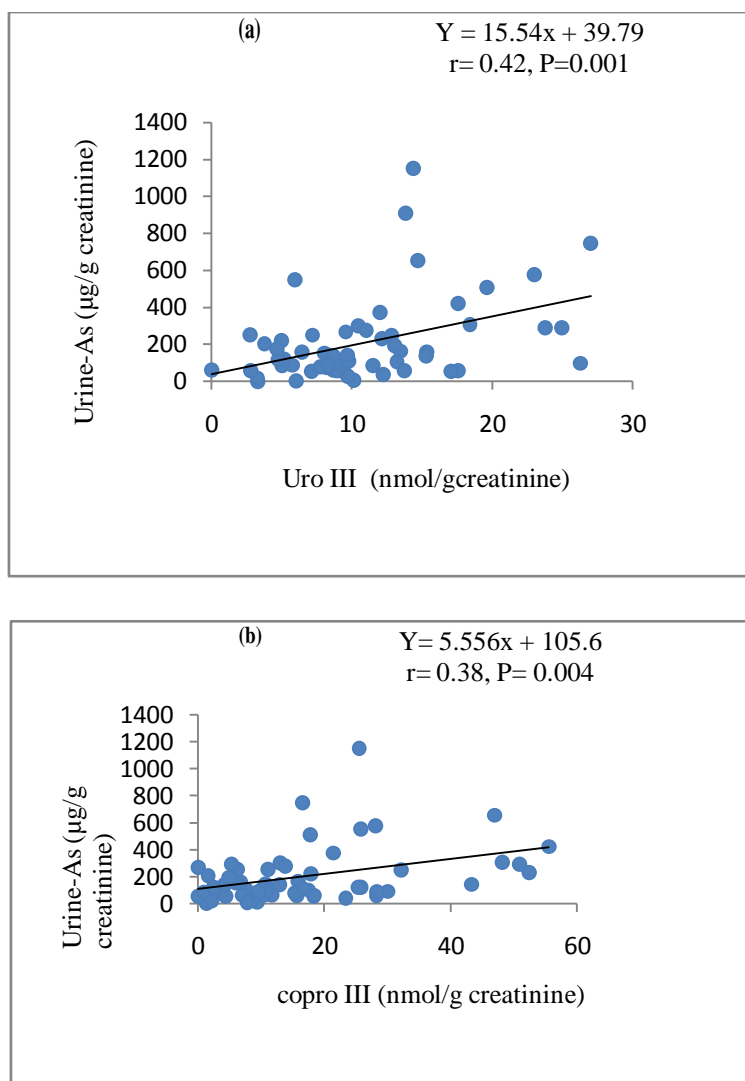 (a)
Y = 15.54x + 39.79
r= 0.42, P=0.001
Urine-As (µg/g creatinine)
1400
1200
1000
800
600
400
200
0
0 10 20 30
Uro III (nmol/gcreatinine)
(b)
Y= 5.556x + 105.6
r= 0.38, P= 0.004
Urine-As (µg/g
creatinine)
1400
1200
1000
800
600
400
200
0
0 20 40 60
copro III (nmol/g creatinine)